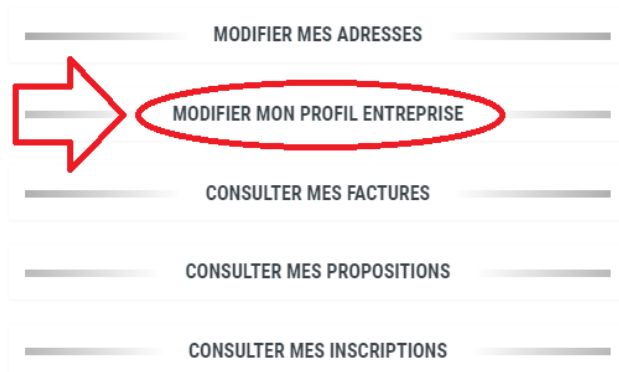 MODIFIER MES ADRESSES
MODIFIER MON PROFIL ENTREPRISE
CONSULTER MES FACTURES
CONSULTER MES PROPOSITIONS
CONSULTER MES INSCRIPTIONS